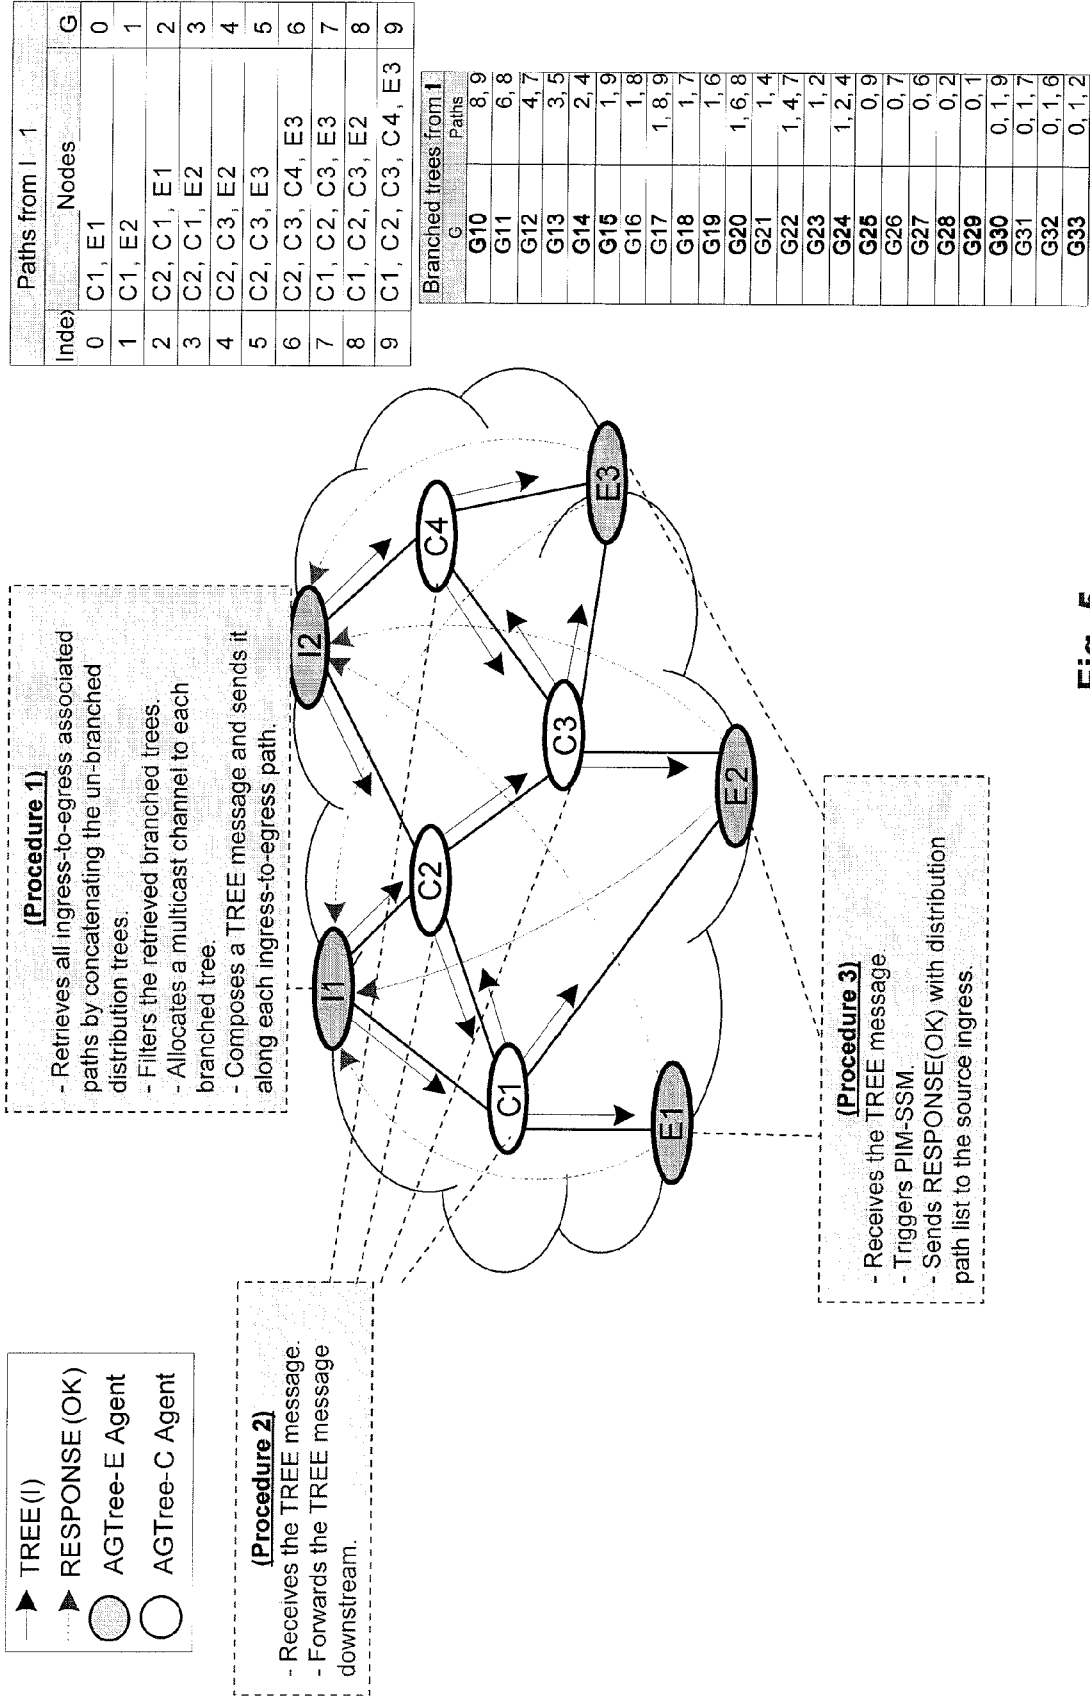 TREE(I)
RESPONSE(OK)
AGTree-E Agent
AGTree-C Agent
(Procedure 1)
- Retrieves all ingress-to-egress associated
paths by concatenating the un-branched
distribution trees.
- Filters the retrieved branched trees.
- Allocates a multicast channel to each
branched tree.
- Composes a TREE message and sends it
along each ingress-to-egress path.
(Procedure 2)
- Receives the TREE message.
- Forwards the TREE message
downstream.
I1
I2
C2
C4
C1
C3
E1
E2
E3
(Procedure 3)
- Receives the TREE message.
- Triggers PIM-SSM.
- Sends RESPONSE(OK) with distribution
path list to the source ingress.
Paths from I 1
Index Nodes G
0 C1, E1 0
1 C1, E2 1
2 C2, C1, E1 2
3 C2, C1, E2 3
4 C2, C3, E2 4
5 C2, C3, E3 5
6 C2, C3, C4, E3 6
7 C1, C2, C3, E3 7
8 C1, C2, C3, E2 8
9 C1, C2, C3, C4, E3 9
Branched trees from I
G Paths
G10 8, 9
G11 6, 8
G12 4, 7
G13 3, 5
G14 2, 4
G15 1, 9
G16 1, 8
G17 1, 8, 9
G18 1, 7
G19 1, 6
G20 1, 6, 8
G21 1, 4
G22 1, 4, 7
G23 1, 2
G24 1, 2, 4
G25 0, 9
G26 0, 7
G27 0, 6
G28 0, 2
G29 0, 1
G30 0, 1, 9
G31 0, 1, 7
G32 0, 1, 6
G33 0, 1, 2
Fig. 5